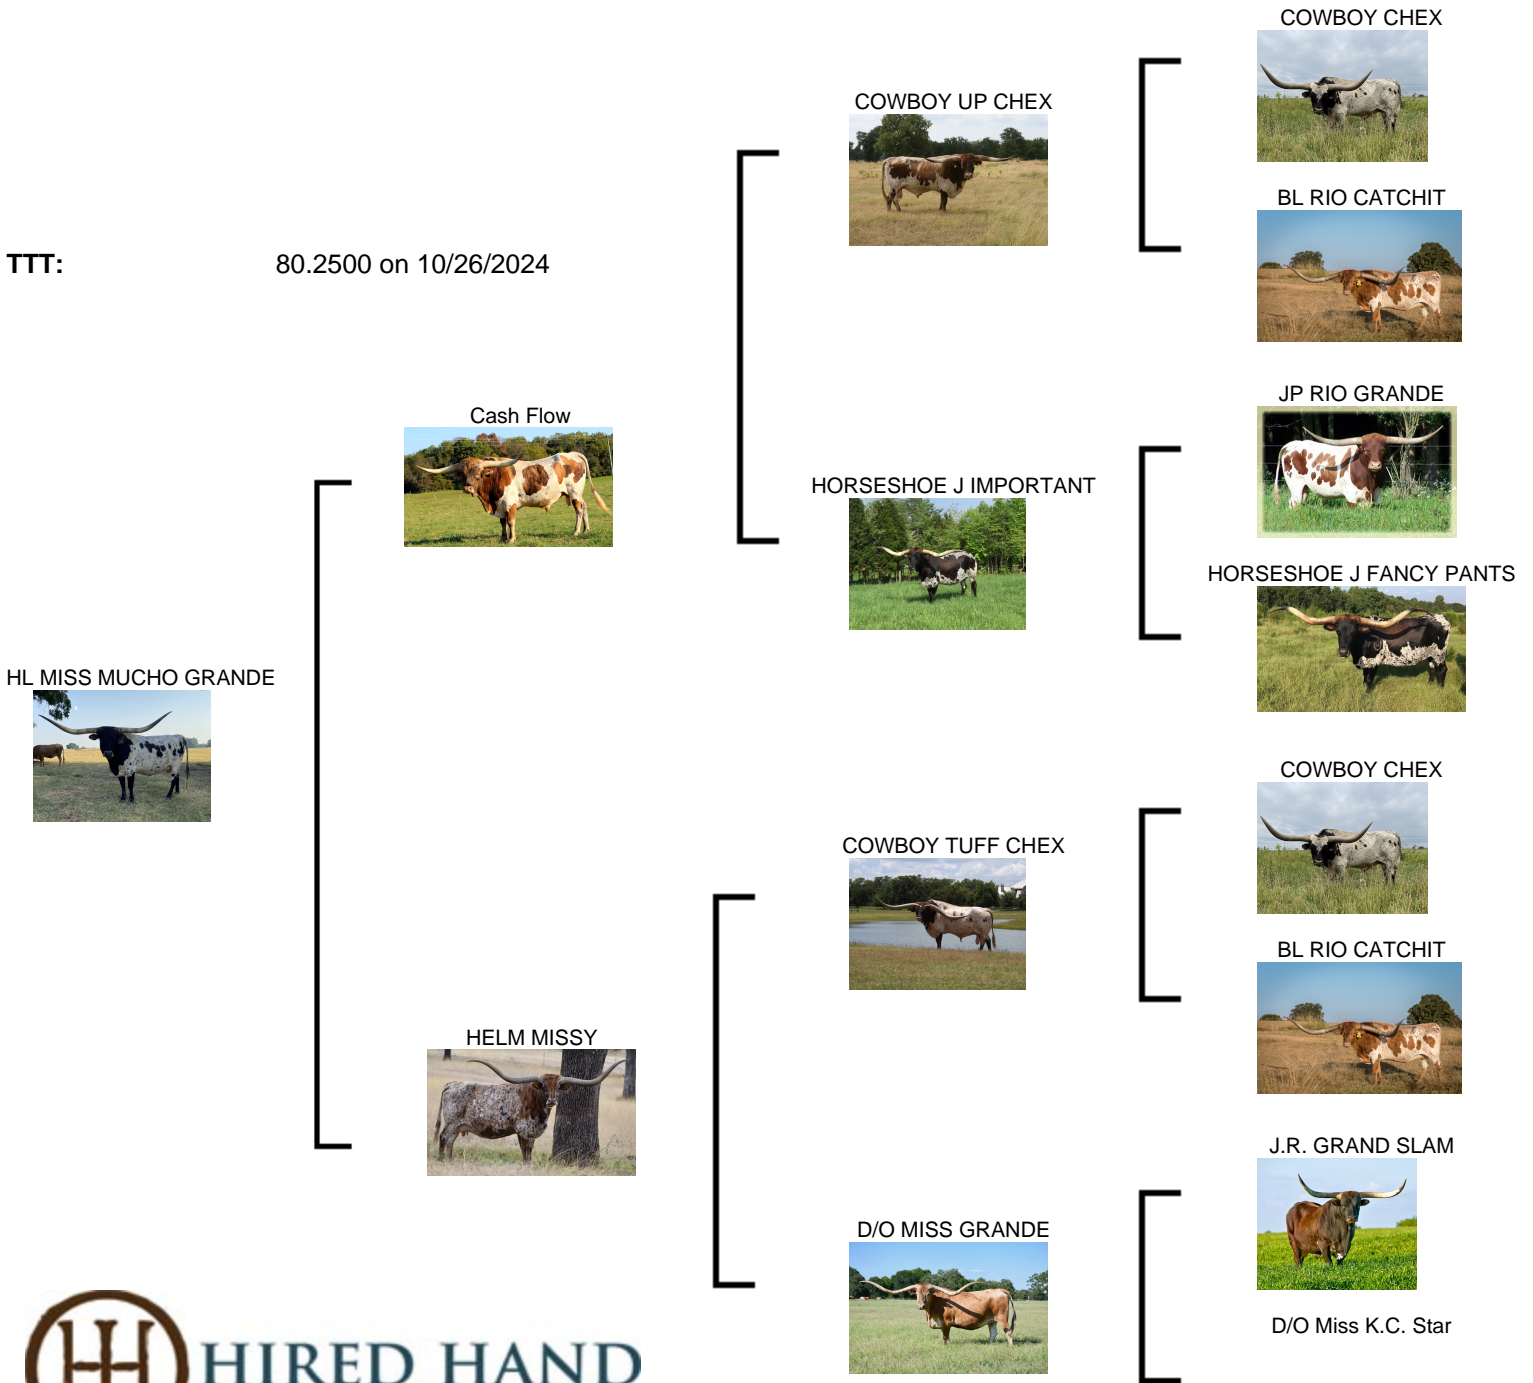 COWBOY CHEX
COWBOY UP CHEX
BL RIO CATCHIT
TTT: 80.2500 on 10/26/2024
JP RIO GRANDE
Cash Flow
HORSESHOE J IMPORTANT
HORSESHOE J FANCY PANTS
HL MISS MUCHO GRANDE
COWBOY CHEX
COWBOY TUFF CHEX
BL RIO CATCHIT
HELM MISSY
J.R. GRAND SLAM
D/O MISS GRANDE
D/O Miss K.C. Star
HIRED HAND